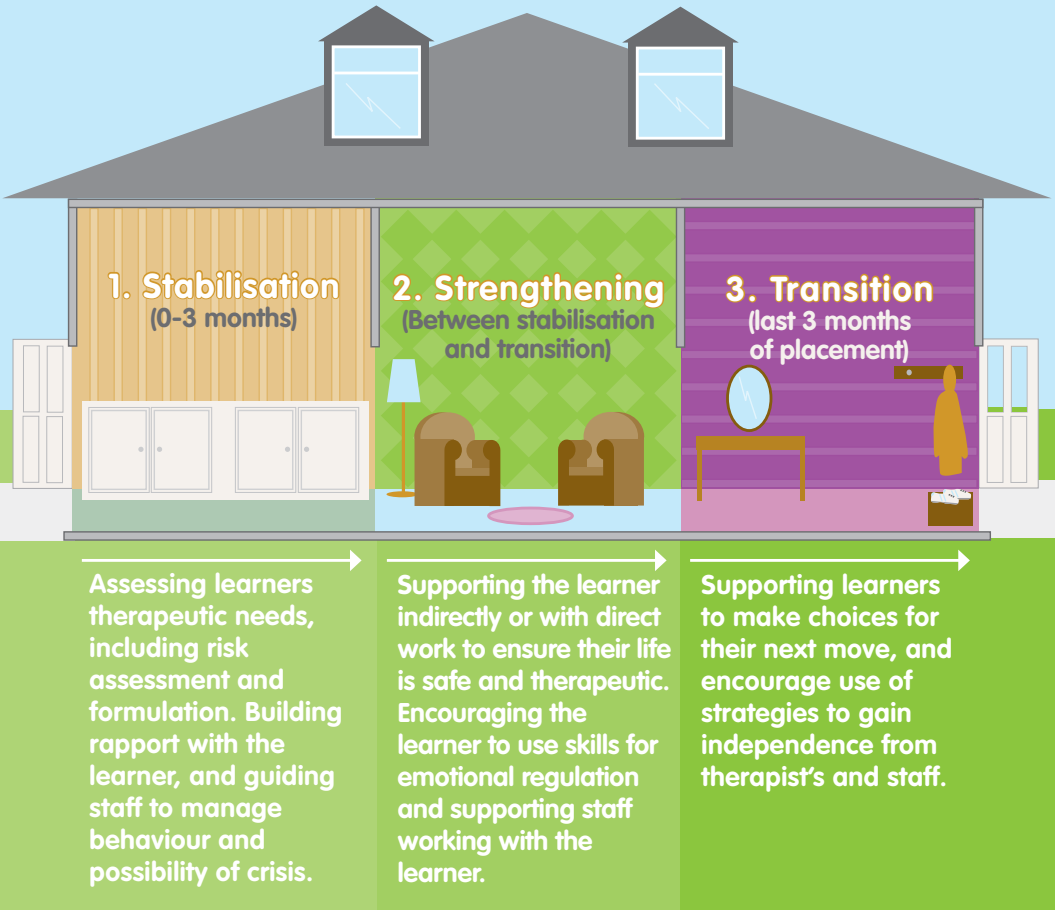 1. Stabilisation
(0-3 months)
2. Strengthening
(Between stabilisation
and transition)
3. Transition
(last 3 months
of placement)
Assessing learners
therapeutic needs,
including risk
assessment and
formulation. Building
rapport with the
learner, and guiding
staff to manage
behaviour and
possibility of crisis.
Supporting the learner
indirectly or with direct
work to ensure their life
is safe and therapeutic.
Encouraging the
learner to use skills for
emotional regulation
and supporting staff
working with the
learner.
Supporting learners
to make choices for
their next move, and
encourage use of
strategies to gain
independence from
therapist's and staff.